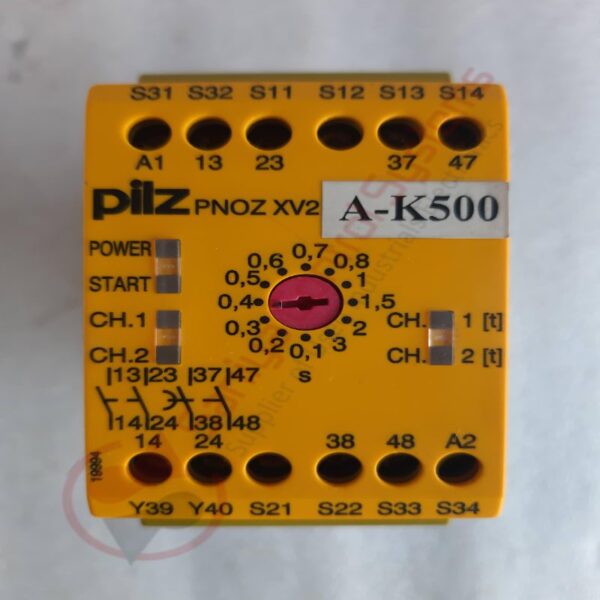 S31 S32 S11 S12 S13 S14
A1 13 23 37 47
pilz PNOZ XV2 A-K500
POWER
START
CH.1
CH.2
0,7
0,6 0,8
0,5 1
0,4 1,5
0,3 2
0,2 3
0,1
s
CH. 1 [t]
CH. 2 [t]
13 23 37 47
14 24 38 48
14 24 38 48 A2
19994
Y39 Y40 S21 S22 S33 S34